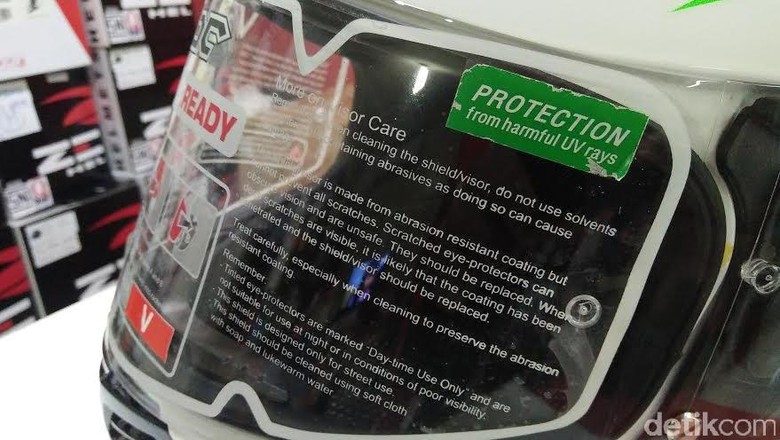 READY
PROTECTION
from harmful UV rays
More on Visor Care
when cleaning the shield/visor, do not use solvents
containing abrasives as doing so can cause
is made from abrasion resistant coating but
not prevent all scratches. Scratched eye-protectors can
vision and are unsafe. They should be replaced. When
scratches are visible, it is likely that the coating has been
penetrated and the shield/visor should be replaced.
Treat carefully, especially when cleaning to preserve the abrasion
resistant coating.
Remember
Tinted eye-protectors are marked "Day-time Use Only" and are
not suitable for use at night or in conditions of poor visibility.
This shield is designed only for street use
This shield should be cleaned using soft cloth
with soap and lukewarm water
V
V
detikcom